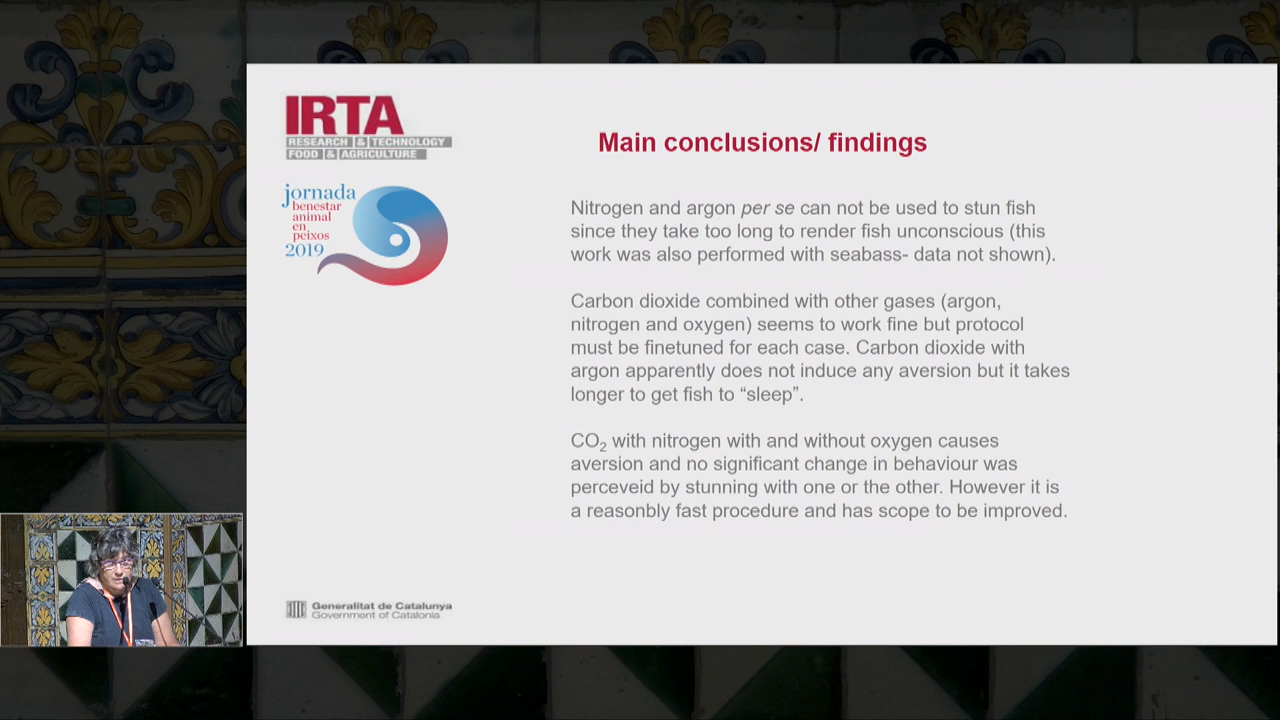 IRTA
RESEARCH & TECHNOLOGY
FOOD & AGRICULTURE
jornada
benestar
animal
en
peixos
2019
Main conclusions/ findings
Nitrogen and argon per se can not be used to stun fish
since they take too long to render fish unconscious (this
work was also performed with seabass- data not shown).
Carbon dioxide combined with other gases (argon,
nitrogen and oxygen) seems to work fine but protocol
must be finetuned for each case. Carbon dioxide with
argon apparently does not induce any aversion but it takes
longer to get fish to “sleep”.
CO₂ with nitrogen with and without oxygen causes
aversion and no significant change in behaviour was
perceveid by stunning with one or the other. However it is
a reasonbly fast procedure and has scope to be improved.
Generalitat de Catalunya
Government of Catalonia